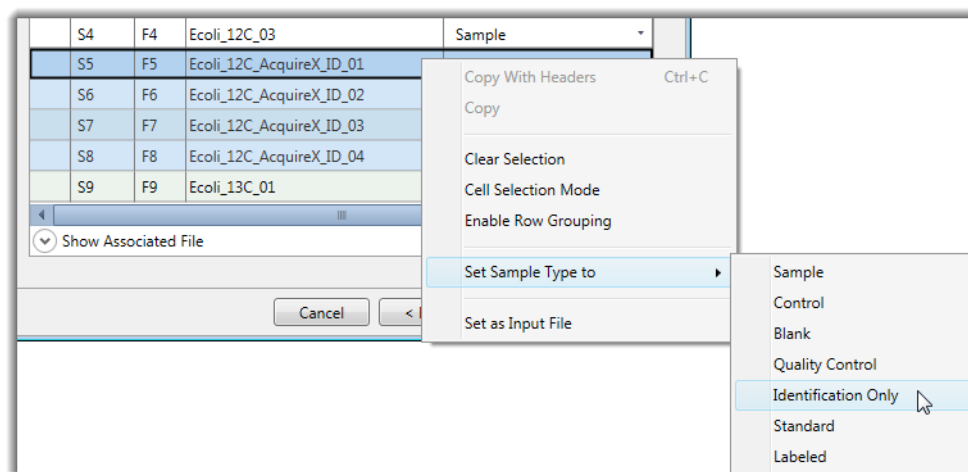 S4 F4 Ecoli_12C_03 Sample
S5 F5 Ecoli_12C_AcquireX_ID_01
S6 F6 Ecoli_12C_AcquireX_ID_02
S7 F7 Ecoli_12C_AcquireX_ID_03
S8 F8 Ecoli_12C_AcquireX_ID_04
S9 F9 Ecoli_13C_01
Show Associated File
Cancel <
Copy With Headers Ctrl+C
Copy
Clear Selection
Cell Selection Mode
Enable Row Grouping
Set Sample Type to
Set as Input File
Sample
Control
Blank
Quality Control
Identification Only
Standard
Labeled